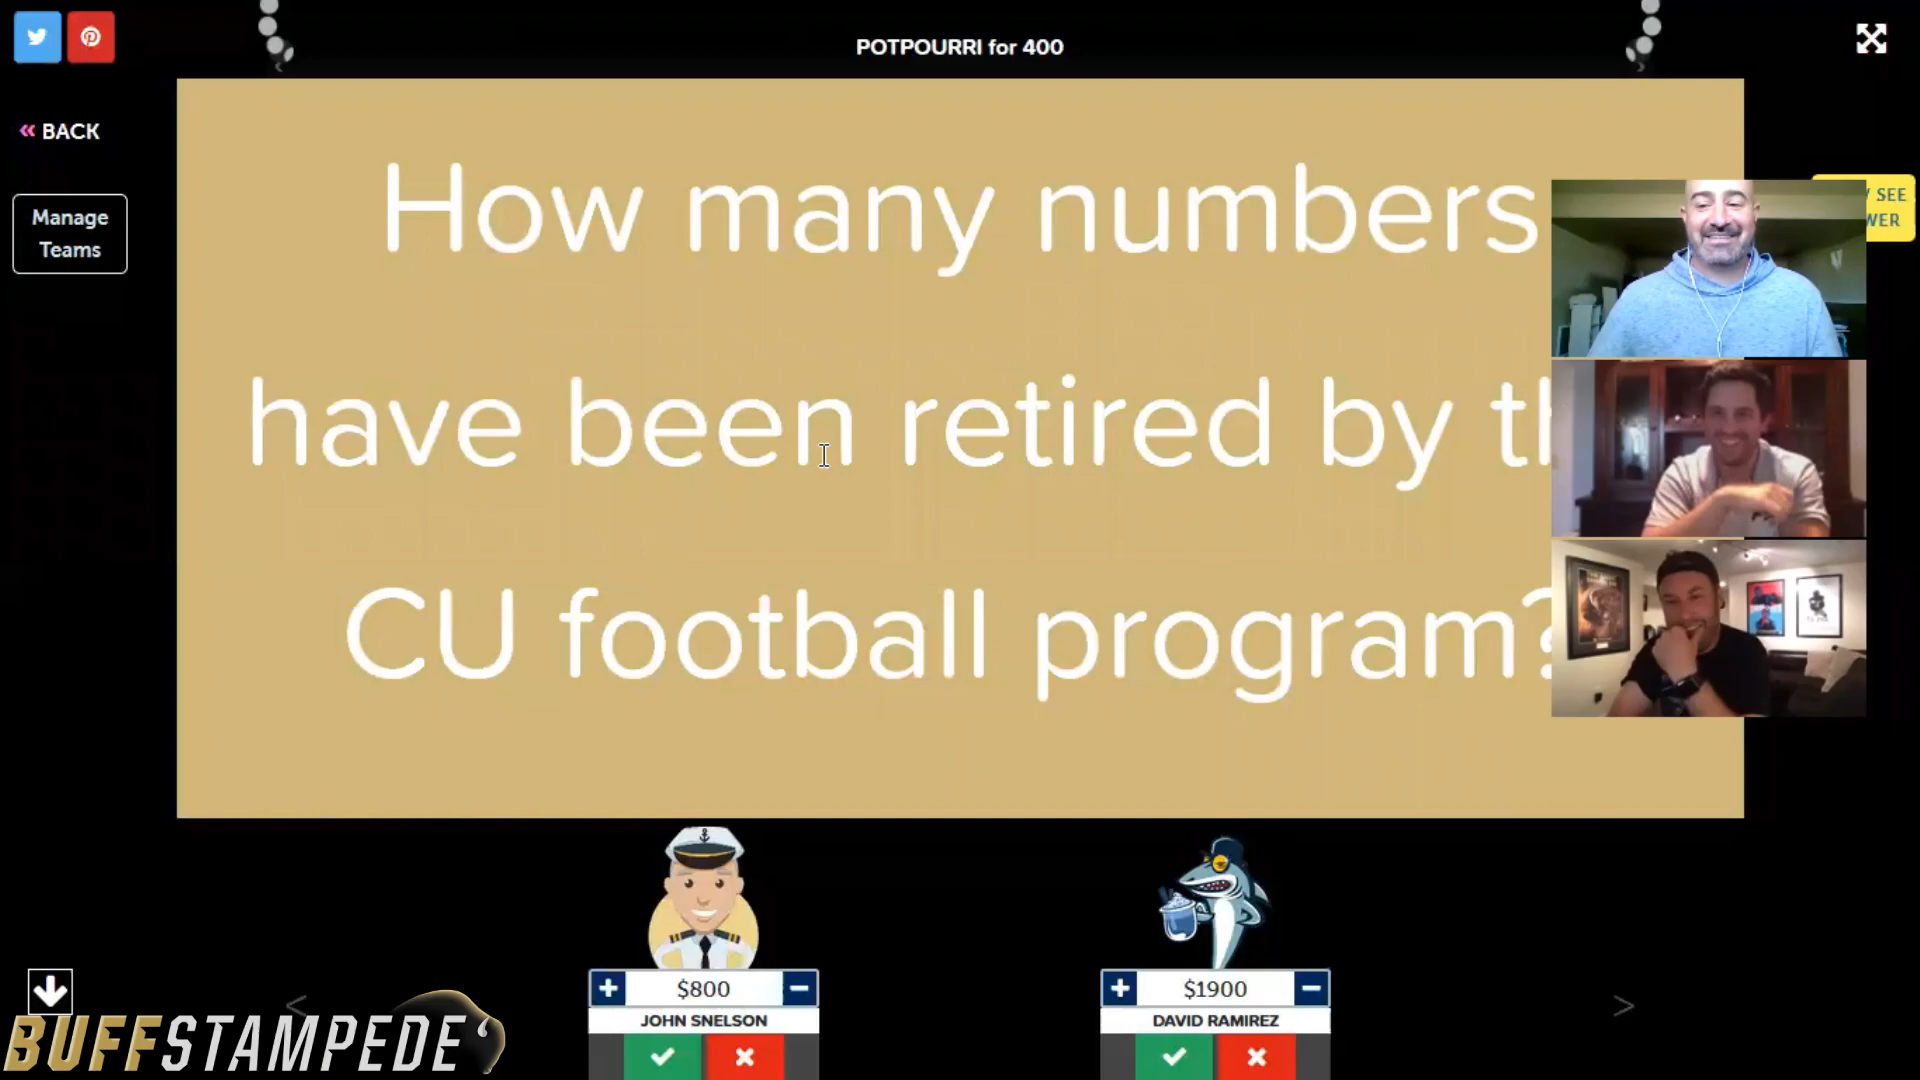 POTPOURRI for 400
« BACK
Manage
Teams
How many numbers
have been retired by
CU football program?
SEE
$800
JOHN SNELSON
$1900
DAVID RAMIREZ
BUFFSTAMPEDE